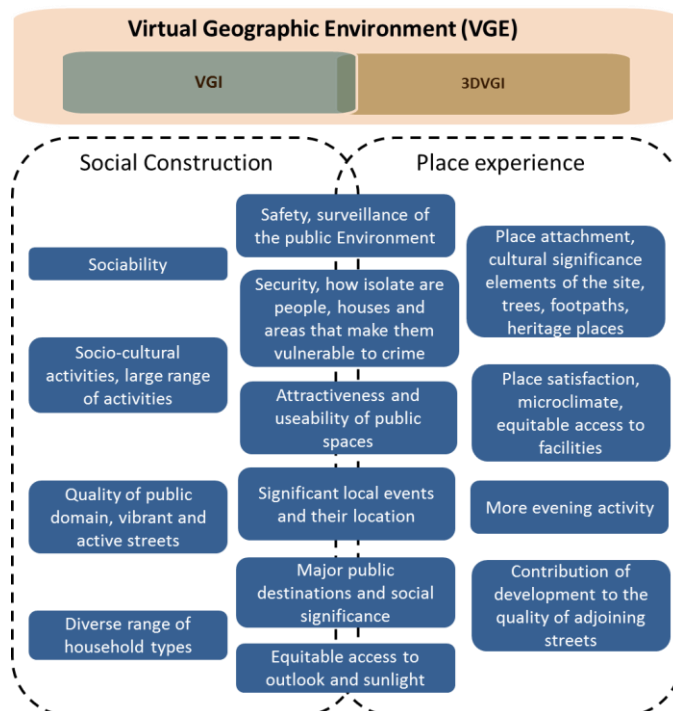 Virtual Geographic Environment (VGE)
VGI
3DVGI
Social Construction
Place experience
Sociability
Socio-cultural
activities, large range
of activities
Quality of public
domain, vibrant and
active streets
Diverse range of
household types
Safety, surveillance of
the public Environment
Security, how isolate are
people, houses and
areas that make them
vulnerable to crime
Attractiveness and
useability of public
spaces
Significant local events
and their location
Major public
destinations and social
significance
Equitable access to
outlook and sunlight
Place attachment,
cultural significance
elements of the site,
trees, footpaths,
heritage places
Place satisfaction,
microclimate,
equitable access to
facilities
More evening activity
Contribution of
development to the
quality of adjoining
streets